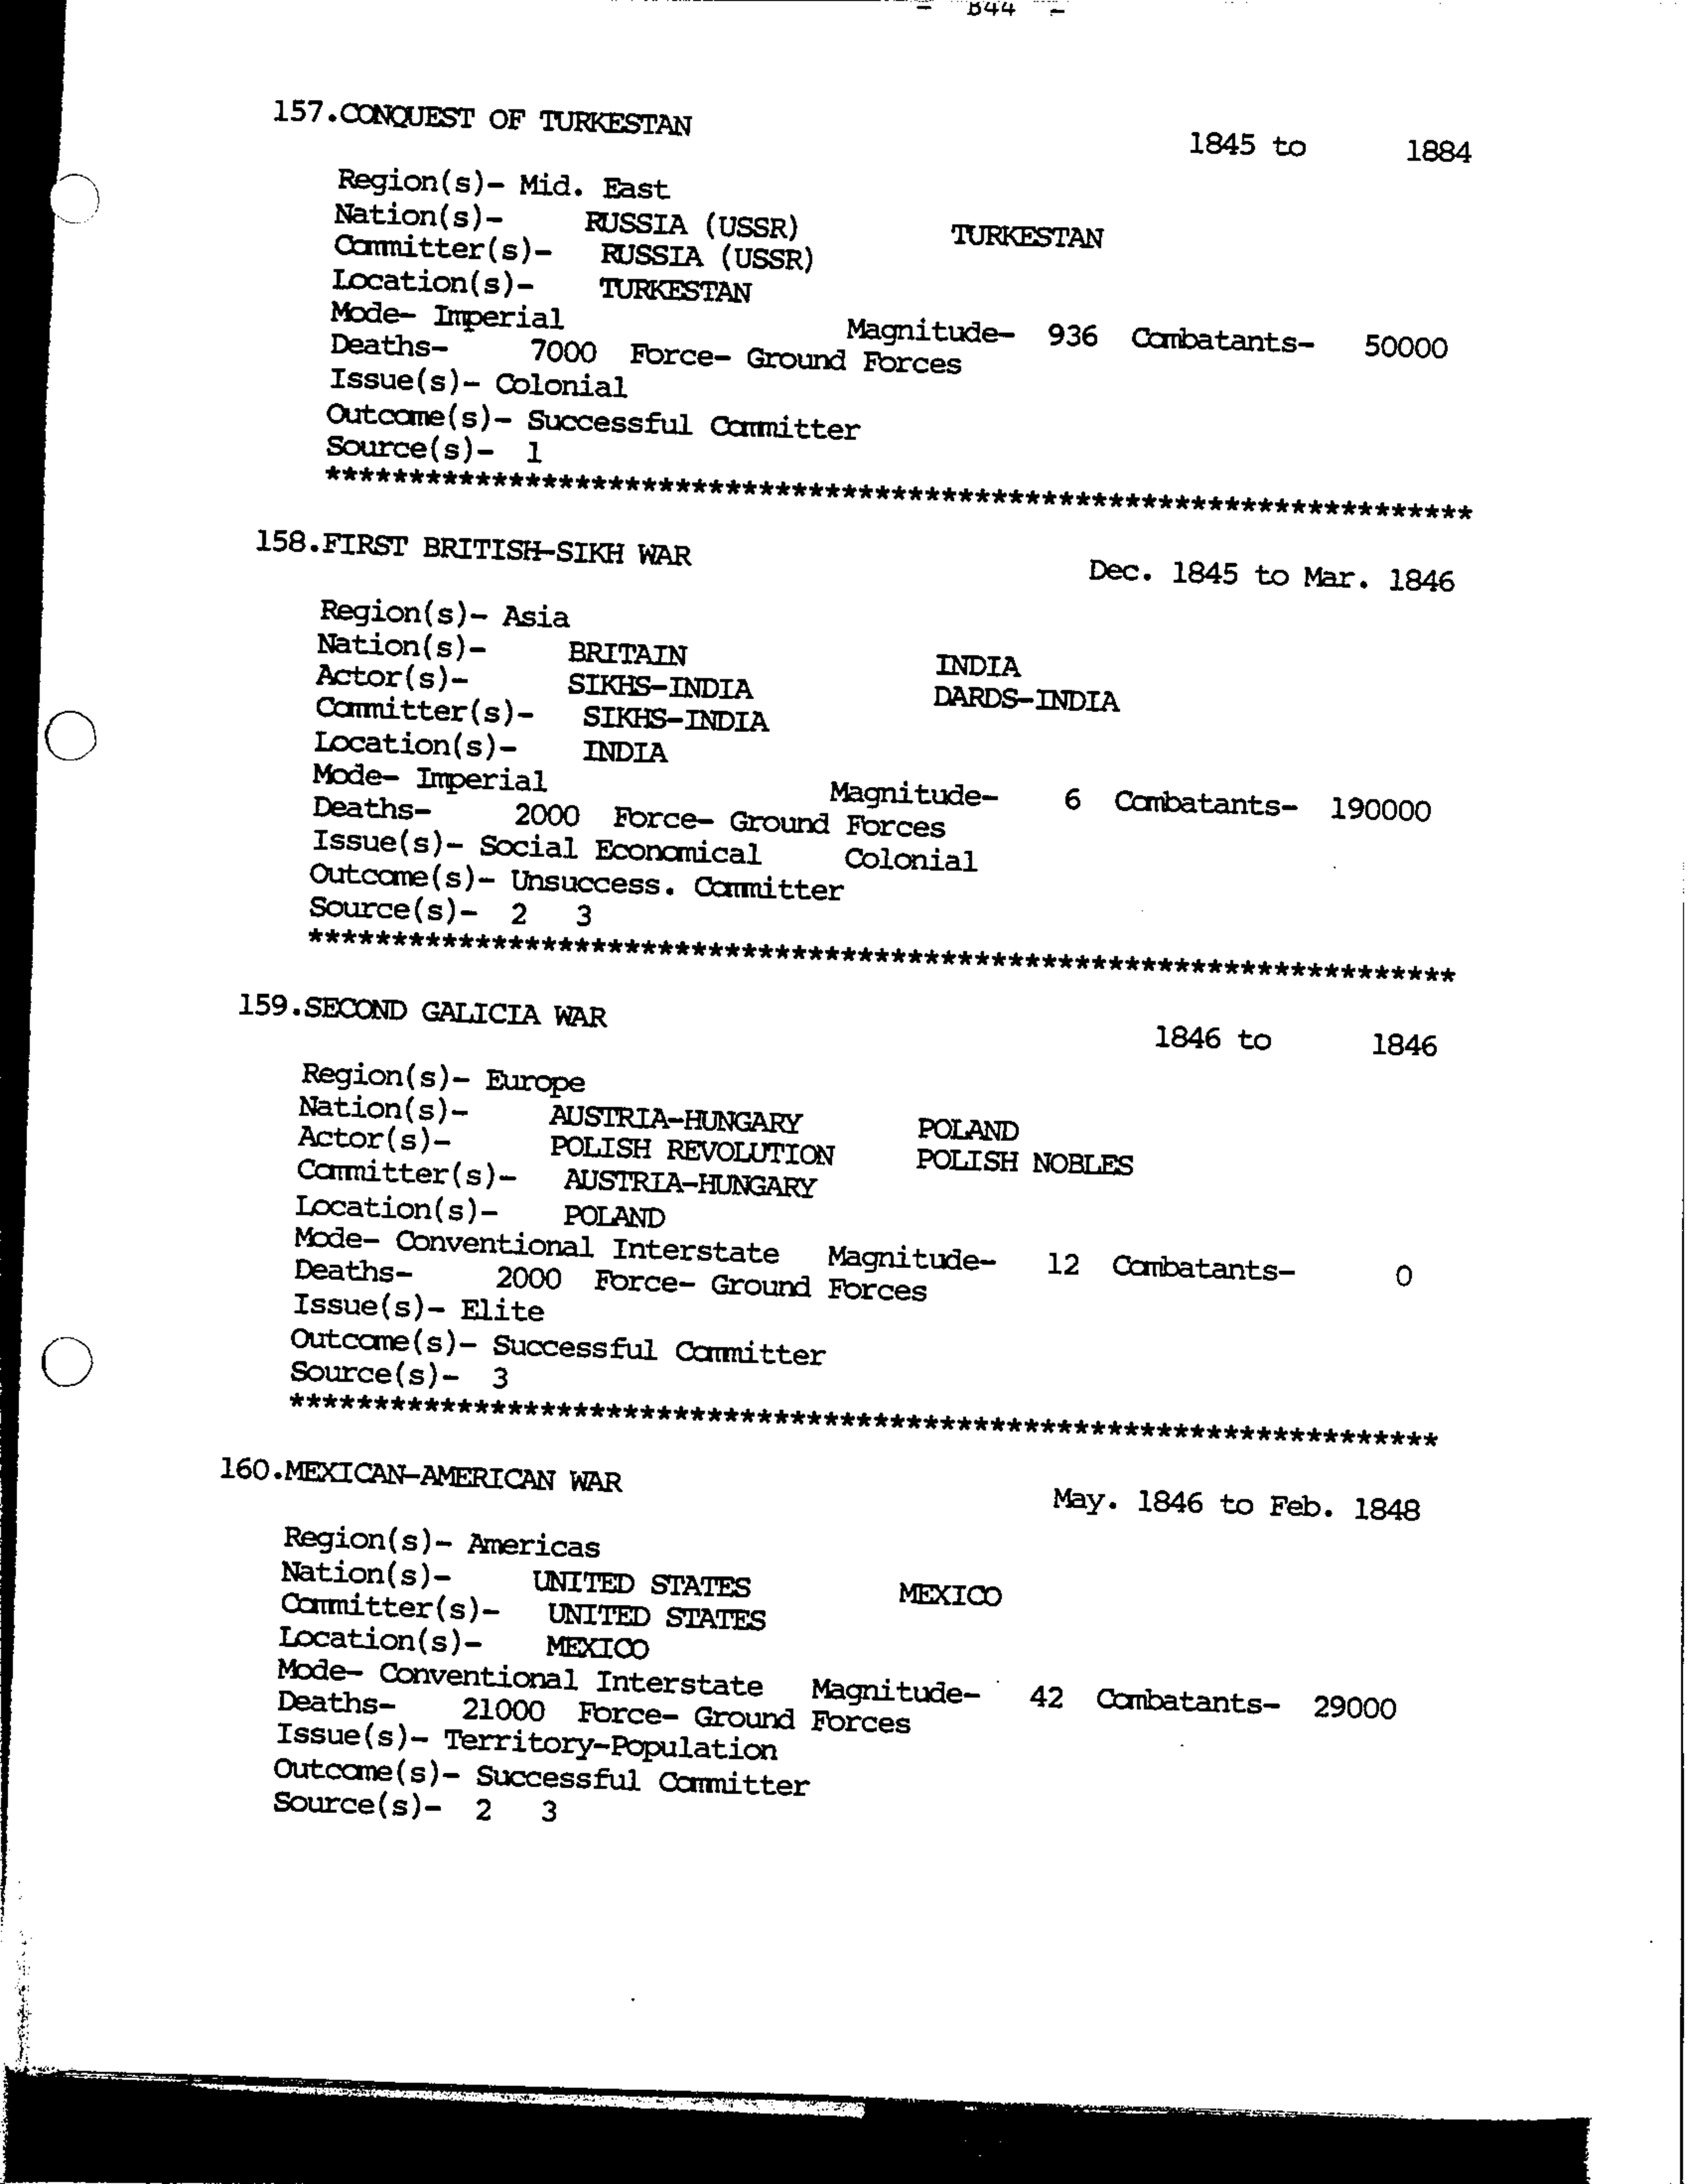 - B44 -
157.CONQUEST OF TURKESTAN 1845 to 1884
Region(s)- Mid. East
Nation(s)- RUSSIA (USSR) TURKESTAN
Committer(s)- RUSSIA (USSR)
Location(s)- TURKESTAN
Mode- Imperial Magnitude- 936 Combatants- 50000
Deaths- 7000 Force- Ground Forces
Issue(s)- Colonial
Outcome(s)- Successful Committer
Source(s)- 1
*********************************************************************
158.FIRST BRITISH-SIKH WAR Dec. 1845 to Mar. 1846
Region(s)- Asia
Nation(s)- BRITAIN INDIA
Actor(s)- SIKHS-INDIA DARDS-INDIA
Committer(s)- SIKHS-INDIA
Location(s)- INDIA
Mode- Imperial Magnitude- 6 Combatants- 190000
Deaths- 2000 Force- Ground Forces
Issue(s)- Social Economical Colonial
Outcome(s)- Unsuccess. Committer
Source(s)- 2 3
*********************************************************************
159.SECOND GALICIA WAR 1846 to 1846
Region(s)- Europe
Nation(s)- AUSTRIA-HUNGARY POLAND
Actor(s)- POLISH REVOLUTION POLISH NOBLES
Committer(s)- AUSTRIA-HUNGARY
Location(s)- POLAND
Mode- Conventional Interstate Magnitude- 12 Combatants- 0
Deaths- 2000 Force- Ground Forces
Issue(s)- Elite
Outcome(s)- Successful Committer
Source(s)- 3
*********************************************************************
160.MEXICAN-AMERICAN WAR May. 1846 to Feb. 1848
Region(s)- Americas
Nation(s)- UNITED STATES MEXICO
Committer(s)- UNITED STATES
Location(s)- MEXICO
Mode- Conventional Interstate Magnitude- 42 Combatants- 29000
Deaths- 21000 Force- Ground Forces
Issue(s)- Territory-Population
Outcome(s)- Successful Committer
Source(s)- 2 3